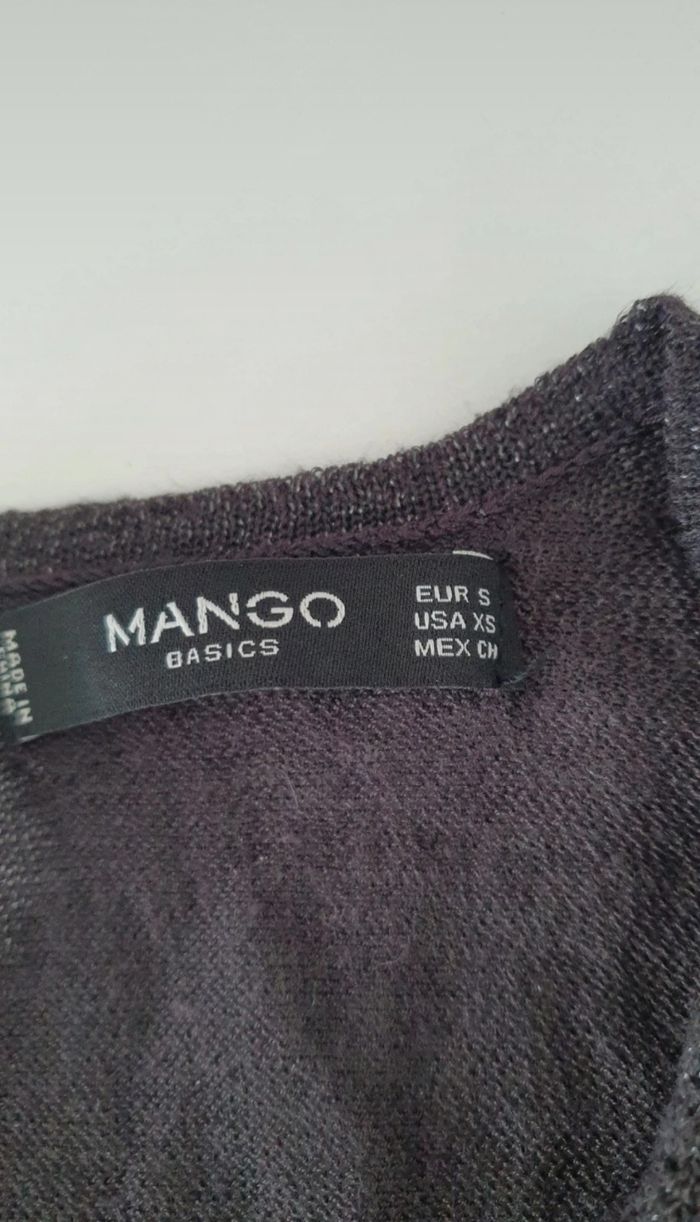 MANGO
BASICS
EUR S
USA XS
MEX CH
MADE IN